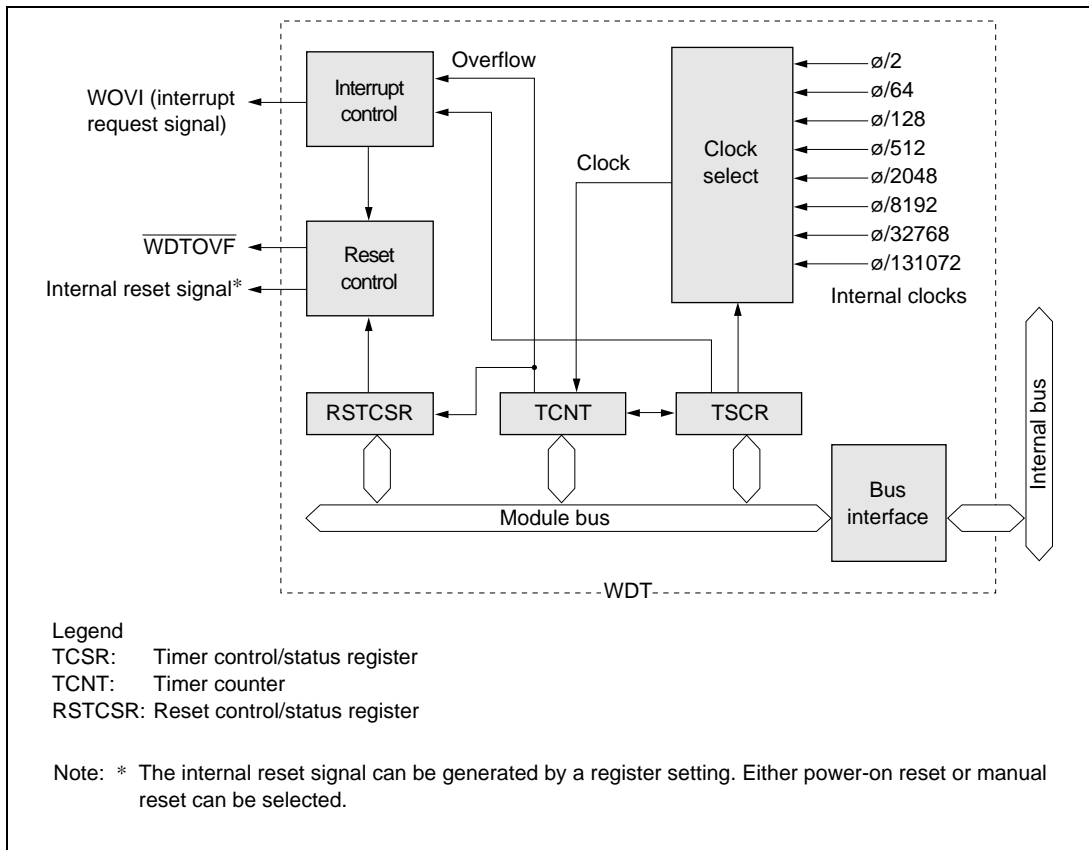 Overflow
Interrupt
control
WOVI (interrupt
request signal)
ø/2
ø/64
ø/128
ø/512
ø/2048
ø/8192
ø/32768
ø/131072
Internal clocks
Clock
select
Clock
WDTOVF
Reset
control
Internal reset signal*
RSTCSR
TCNT
TSCR
Bus
interface
Module bus
Internal bus
WDT
Legend
TCSR: Timer control/status register
TCNT: Timer counter
RSTCSR: Reset control/status register
Note: * The internal reset signal can be generated by a register setting. Either power-on reset or manual
reset can be selected.